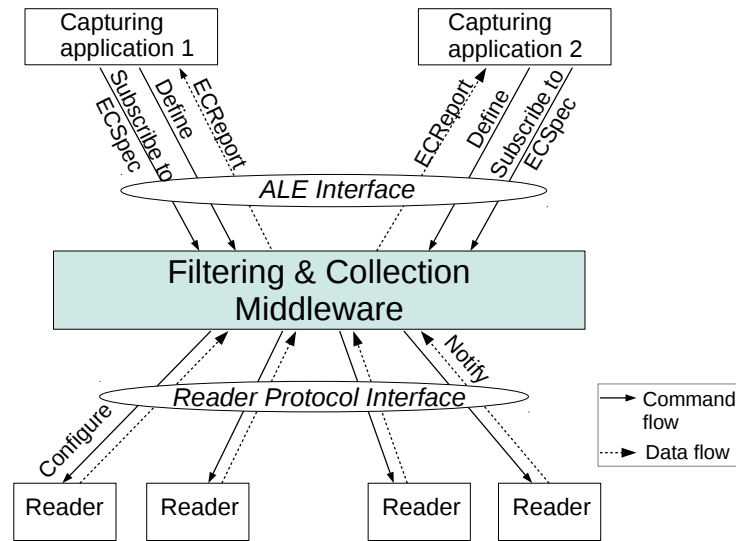 Capturing
application 1
Capturing
application 2
Subscribe to
ECSpec
Define
ECReport
ECReport
Define
Subscribe to
ECSpec
ALE Interface
Filtering & Collection
Middleware
Notify
Reader Protocol Interface
Configure
Command
flow
Data flow
Reader
Reader
Reader
Reader